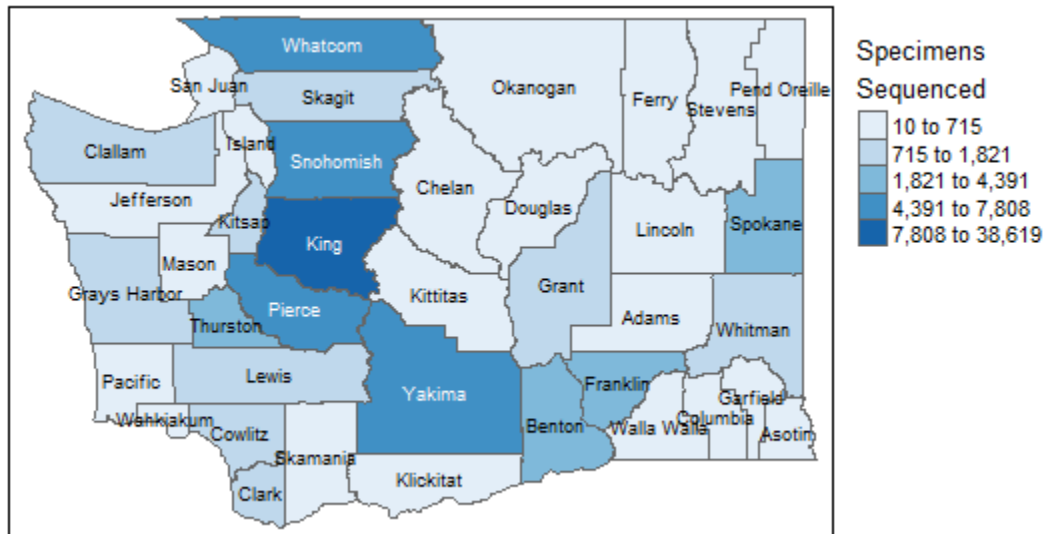 Whatcom
San Juan
Skagit
Okanogan
Ferry
Stevens
Pend Oreille
Clallam
Island
Snohomish
Chelan
Jefferson
Kitsap
Douglas
Lincoln
Spokane
King
Mason
Grays Harbor
Kittitas
Grant
Adams
Whitman
Pierce
Thurston
Pacific
Lewis
Yakima
Franklin
Benton
Garfield
Columbia
Walla Walla
Asotin
Wahkiakum
Cowlitz
Skamania
Klickitat
Clark
Specimens
Sequenced
10 to 715
715 to 1,821
1,821 to 4,391
4,391 to 7,808
7,808 to 38,619